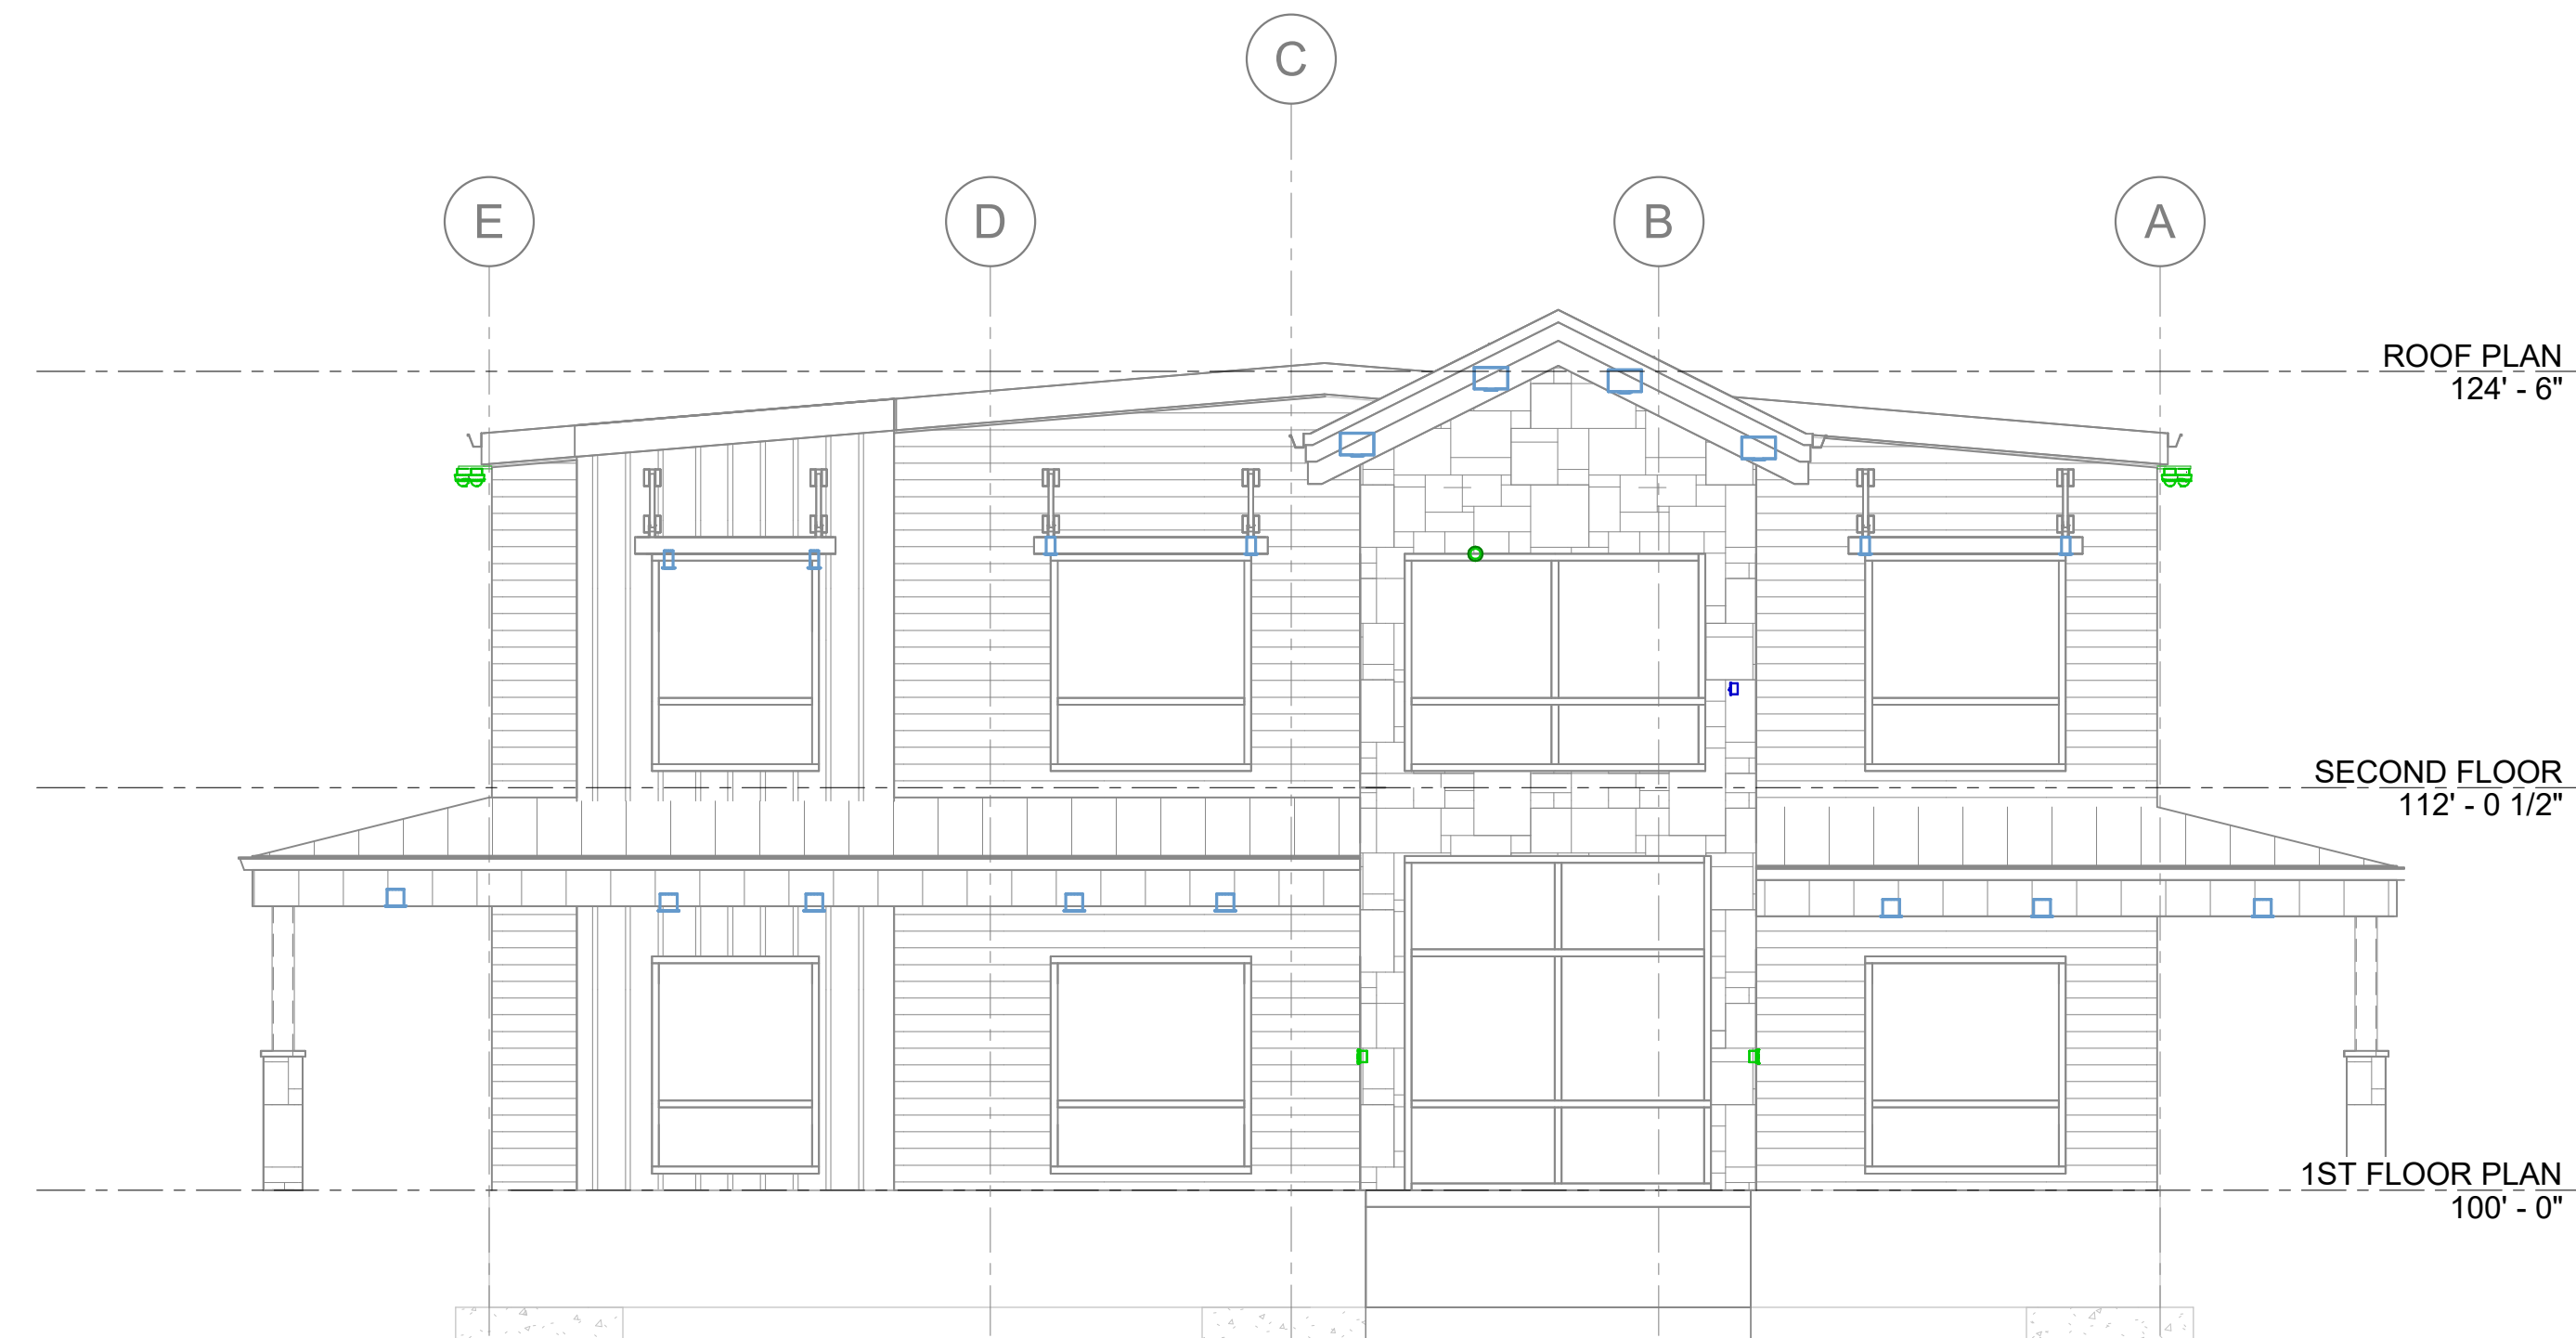 C
E
D
B
A
ROOF PLAN
124' - 6"
SECOND FLOOR
112' - 0 1/2"
1ST FLOOR PLAN
100' - 0"